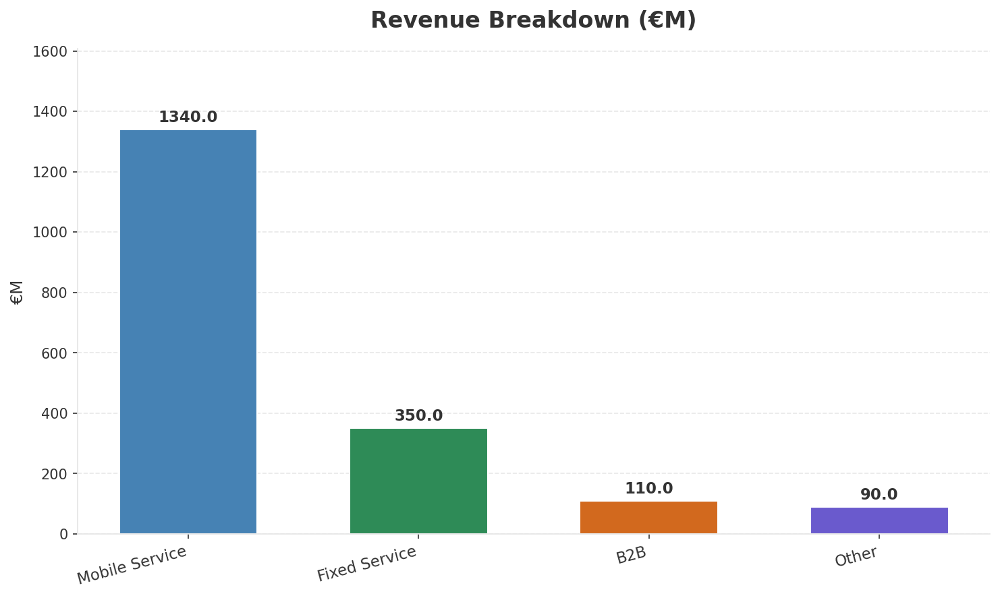 Revenue Breakdown (€M)
1600
1400
1200
1000
800
600
400
200
0
€M
1340.0
350.0
110.0
90.0
Mobile Service
Fixed Service
B2B
Other